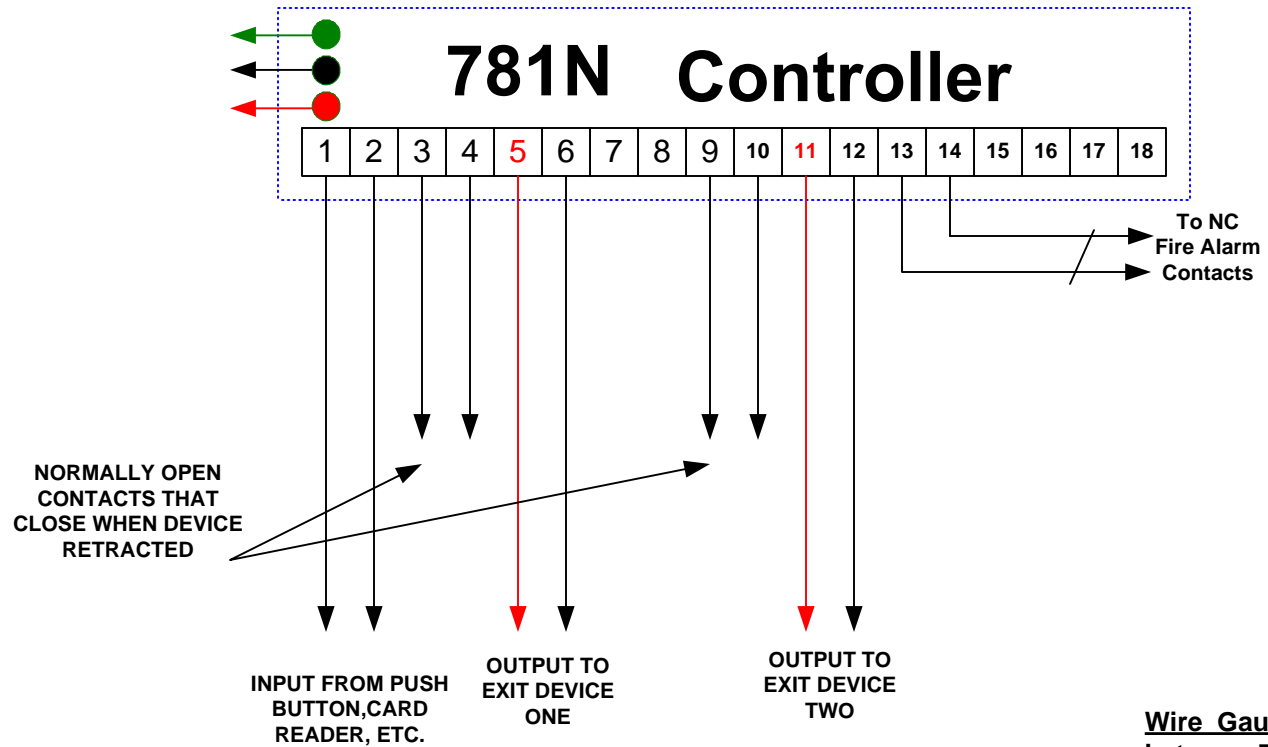 781N Controller
1 2 3 4 5 6 7 8 9 10 11 12 13 14 15 16 17 18
To NC
Fire Alarm
Contacts
NORMALLY OPEN
CONTACTS THAT
CLOSE WHEN DEVICE
RETRACTED
INPUT FROM PUSH
BUTTON,CARD
READER, ETC.
OUTPUT TO
EXIT DEVICE
ONE
OUTPUT TO
EXIT DEVICE
TWO
Wire Gau